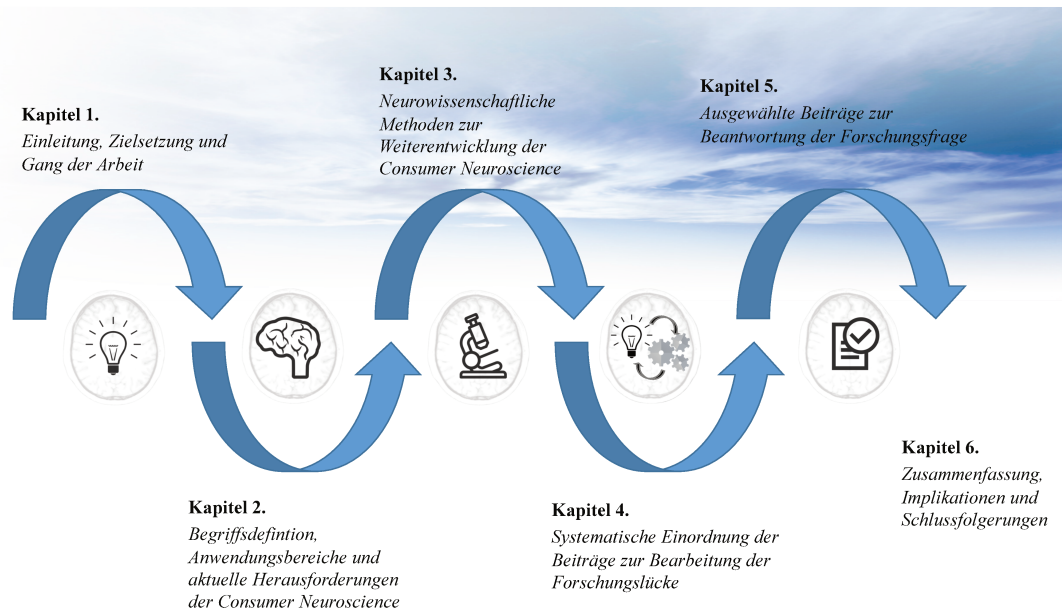 Kapitel 1.
Einleitung, Zielsetzung und
Gang der Arbeit
Kapitel 2.
Begriffsdefintion,
Anwendungsbereiche und
aktuelle Herausforderungen
der Consumer Neuroscience
Kapitel 3.
Neurowissenschaftliche
Methoden zur
Weiterentwicklung der
Consumer Neuroscience
Kapitel 4.
Systematische Einordnung der
Beiträge zur Bearbeitung der
Forschungslücke
Kapitel 5.
Ausgewählte Beiträge zur
Beantwortung der Forschungsfrage
Kapitel 6.
Zusammenfassung,
Implikationen und
Schlussfolgerungen